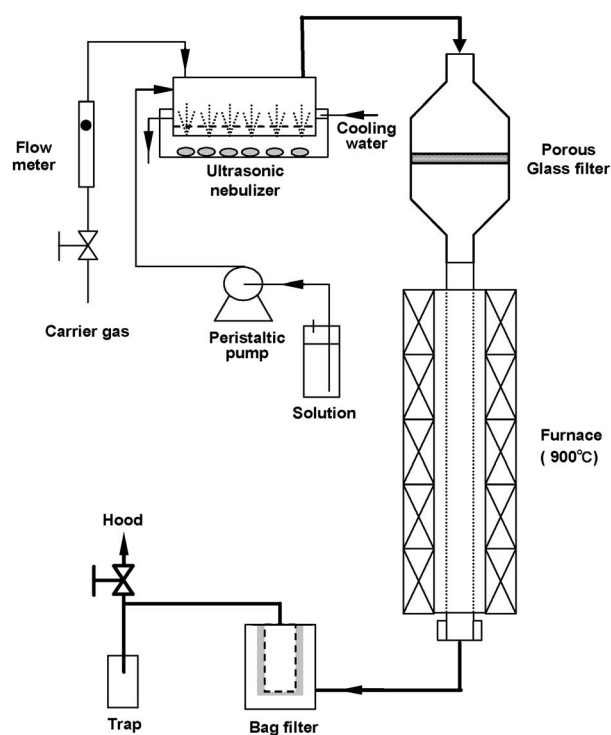 Flow
meter
Carrier gas
Cooling
water
Ultrasonic
nebulizer
Peristaltic
pump
Solution
Porous
Glass filter
Furnace
( 900℃)
Hood
Trap
Bag filter